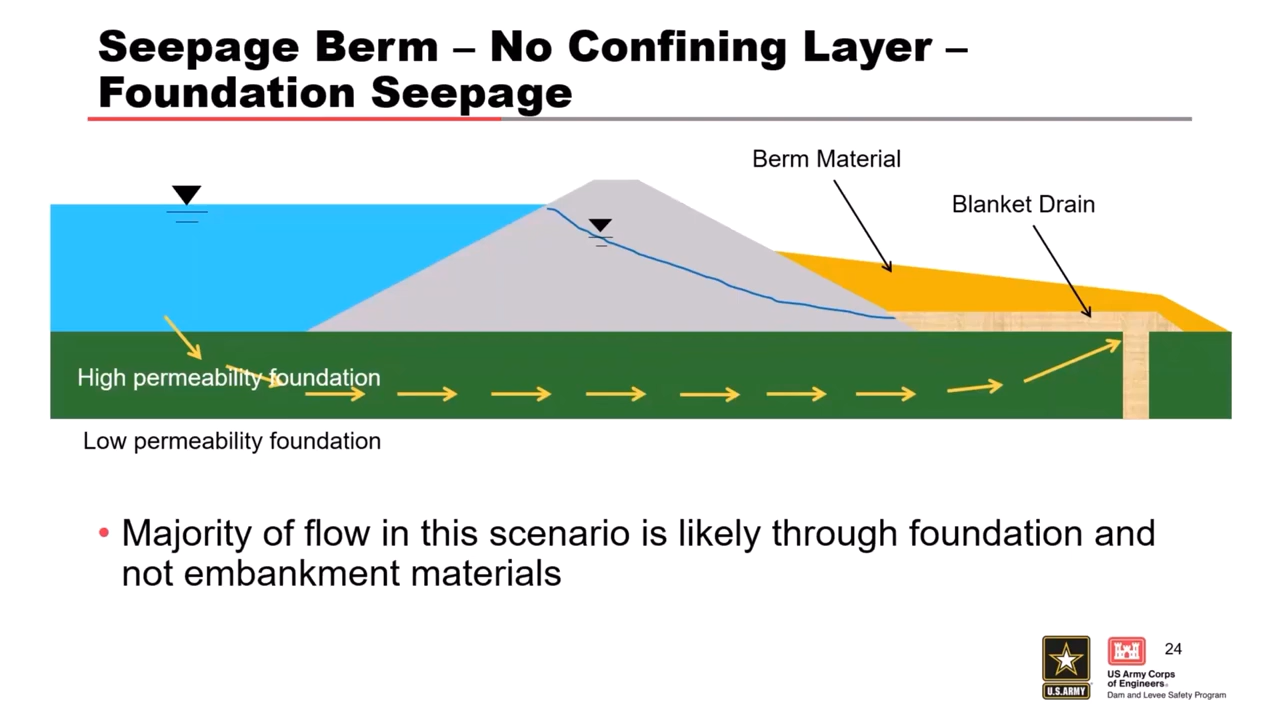 Seepage Berm – No Confining Layer –
Foundation Seepage
Berm Material
Blanket Drain
High permeability foundation
Low permeability foundation
• Majority of flow in this scenario is likely through foundation and
not embankment materials
24
U.S.ARMY
US Army Corps
of Engineers®
Dam and Levee Safety Program